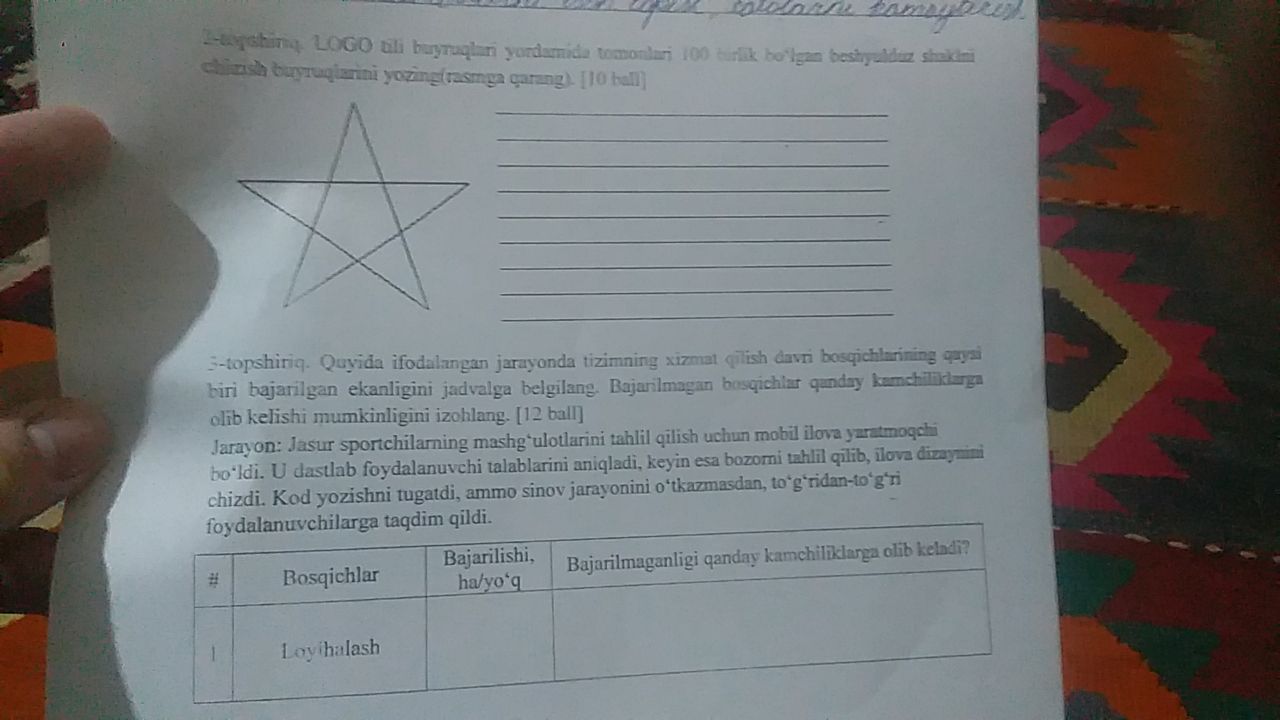 2-topshiriq. LOGO tili buyruqlari yordamida tomonlari 100 birlik bo‘lgan beshyulduz shaklni
chizish buyruqlarini yozing(rasmga qarang). [10 ball]
3-topshiriq. Quyida ifodalangan jarayonda tizimning xizmat qilish davri bosqichlarining qaysi
biri bajarilgan ekanligini jadvalga belgilang. Bajarilmagan bosqichlar qanday kamchiliklarga
olib kelishi mumkinligini izohlang. [12 ball]
Jarayon: Jasur sportchilarning mashg‘ulotlarini tahlil qilish uchun mobil ilova yaratmoqchi
bo‘ldi. U dastlab foydalanuvchi talablarini aniqladi, keyin esa bozorni tahlil qilib, ilova dizaynini
chizdi. Kod yozishni tugatdi, ammo sinov jarayonini o‘tkazmasdan, to‘g‘ridan-to‘g‘ri
foydalanuvchilarga taqdim qildi.
# Bosqichlar Bajarilishi, ha/yo‘q Bajarilmaganligi qanday kamchiliklarga olib keladi?
1 Loyihalash